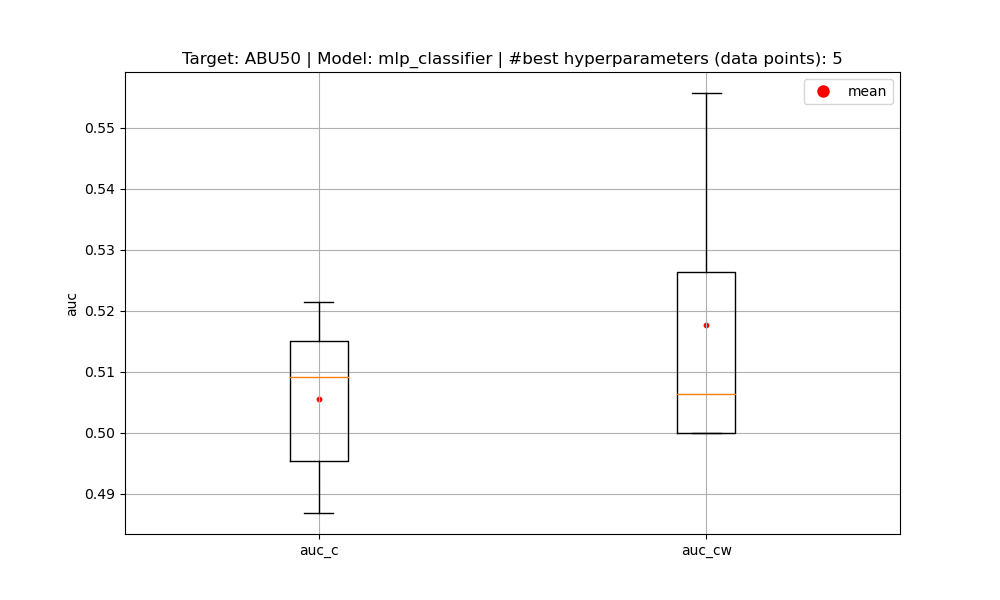 Target: ABU50 | Model: mlp_classifier | #best hyperparameters (data points): 5
mean
0.55
0.54
0.53
0.52
0.51
0.50
0.49
auc
auc_c
auc_cw